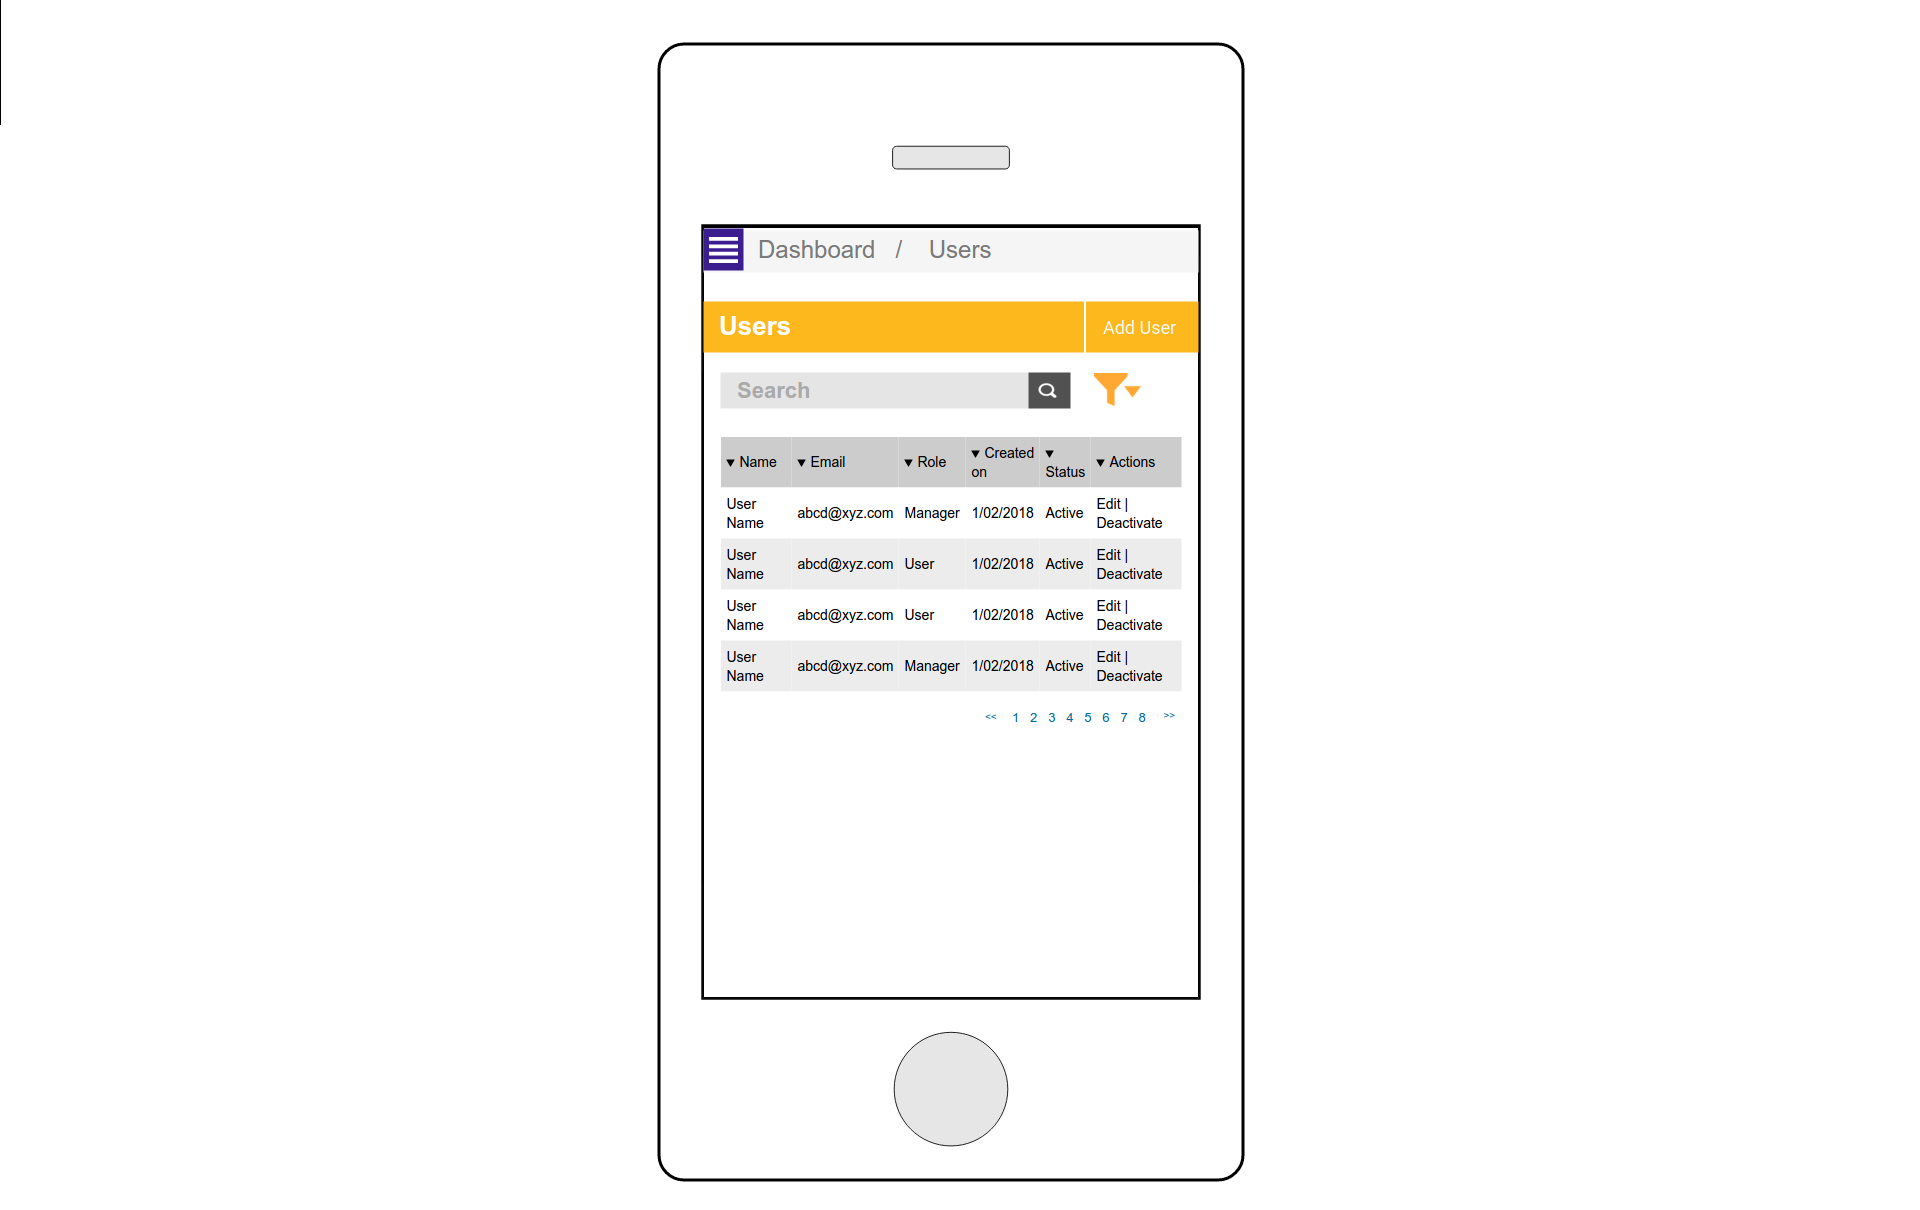 Dashboard / Users
Users Add User
Search
▼ Name ▼ Email ▼ Role ▼ Created on ▼ Status ▼ Actions
User Name abcd@xyz.com Manager 1/02/2018 Active Edit | Deactivate
User Name abcd@xyz.com User 1/02/2018 Active Edit | Deactivate
User Name abcd@xyz.com User 1/02/2018 Active Edit | Deactivate
User Name abcd@xyz.com Manager 1/02/2018 Active Edit | Deactivate
<< 1 2 3 4 5 6 7 8 >>